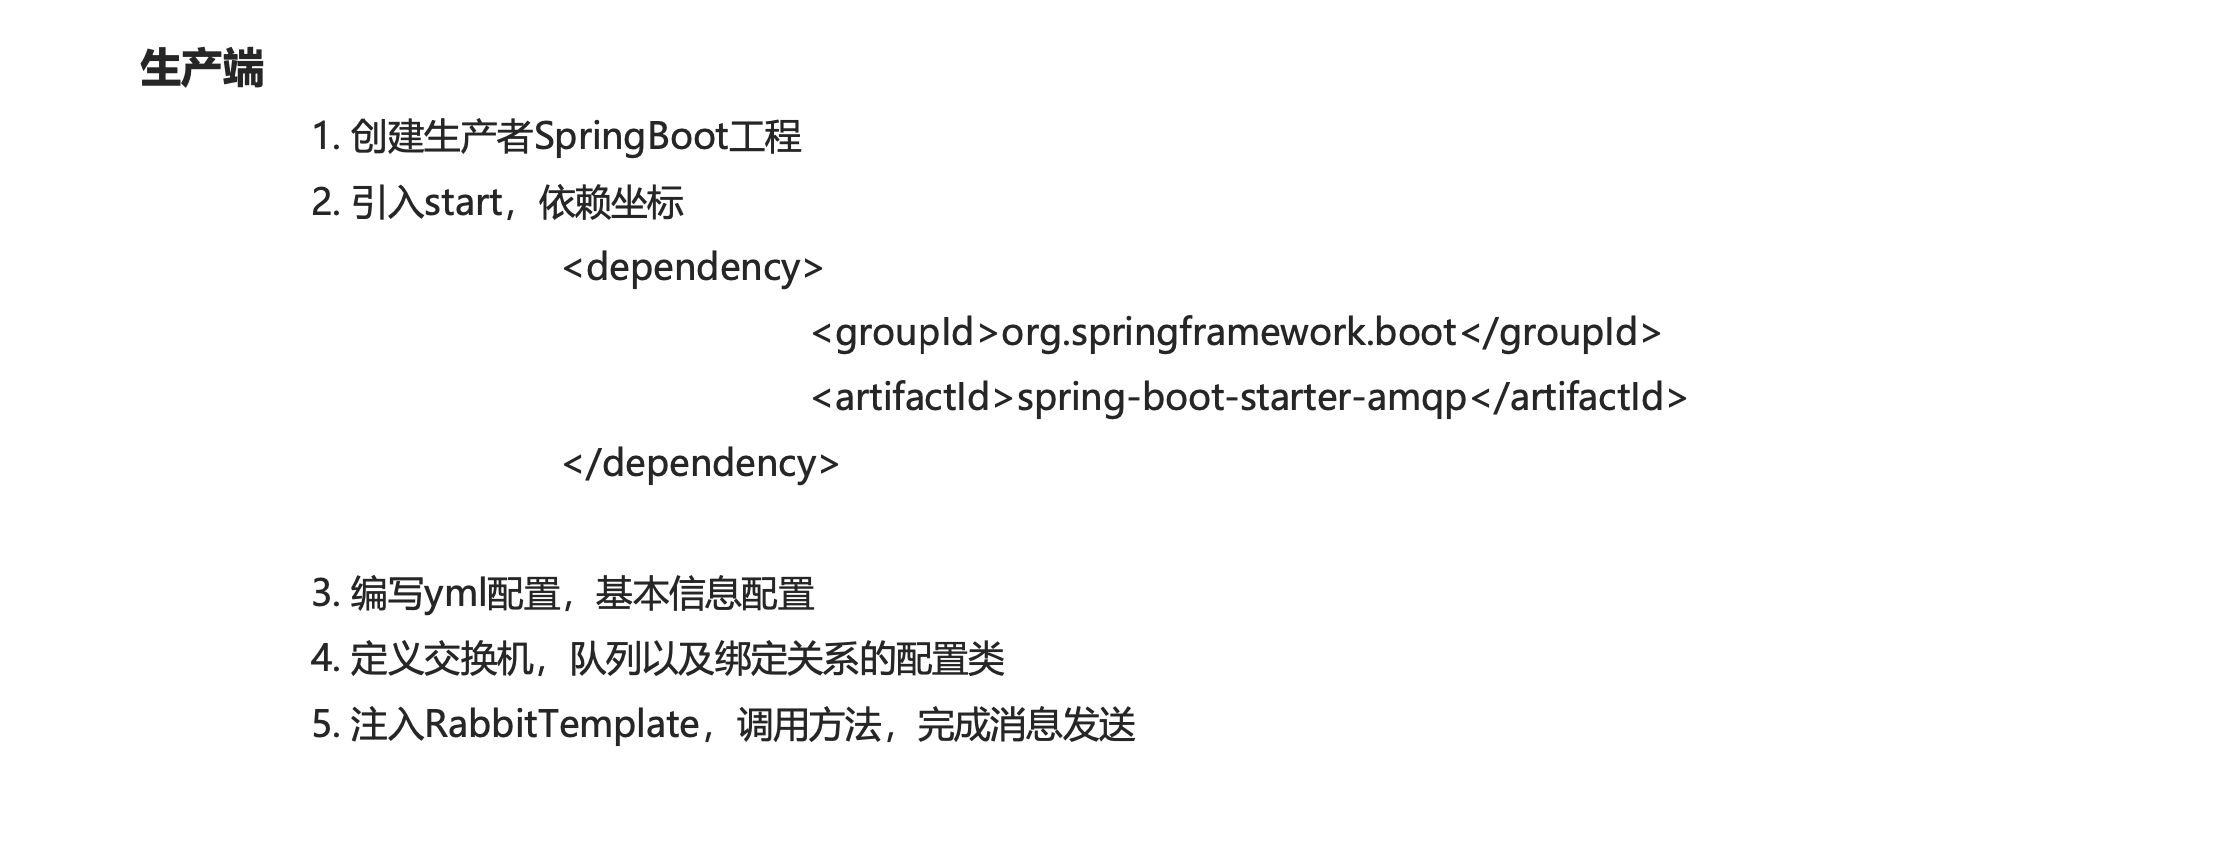 生产端
1. 创建生产者SpringBoot工程
2. 引入start，依赖坐标
<dependency>
<groupId>org.springframework.boot</groupId>
<artifactId>spring-boot-starter-amqp</artifactId>
</dependency>
3. 编写yml配置，基本信息配置
4. 定义交换机，队列以及绑定关系的配置类
5. 注入RabbitTemplate，调用方法，完成消息发送